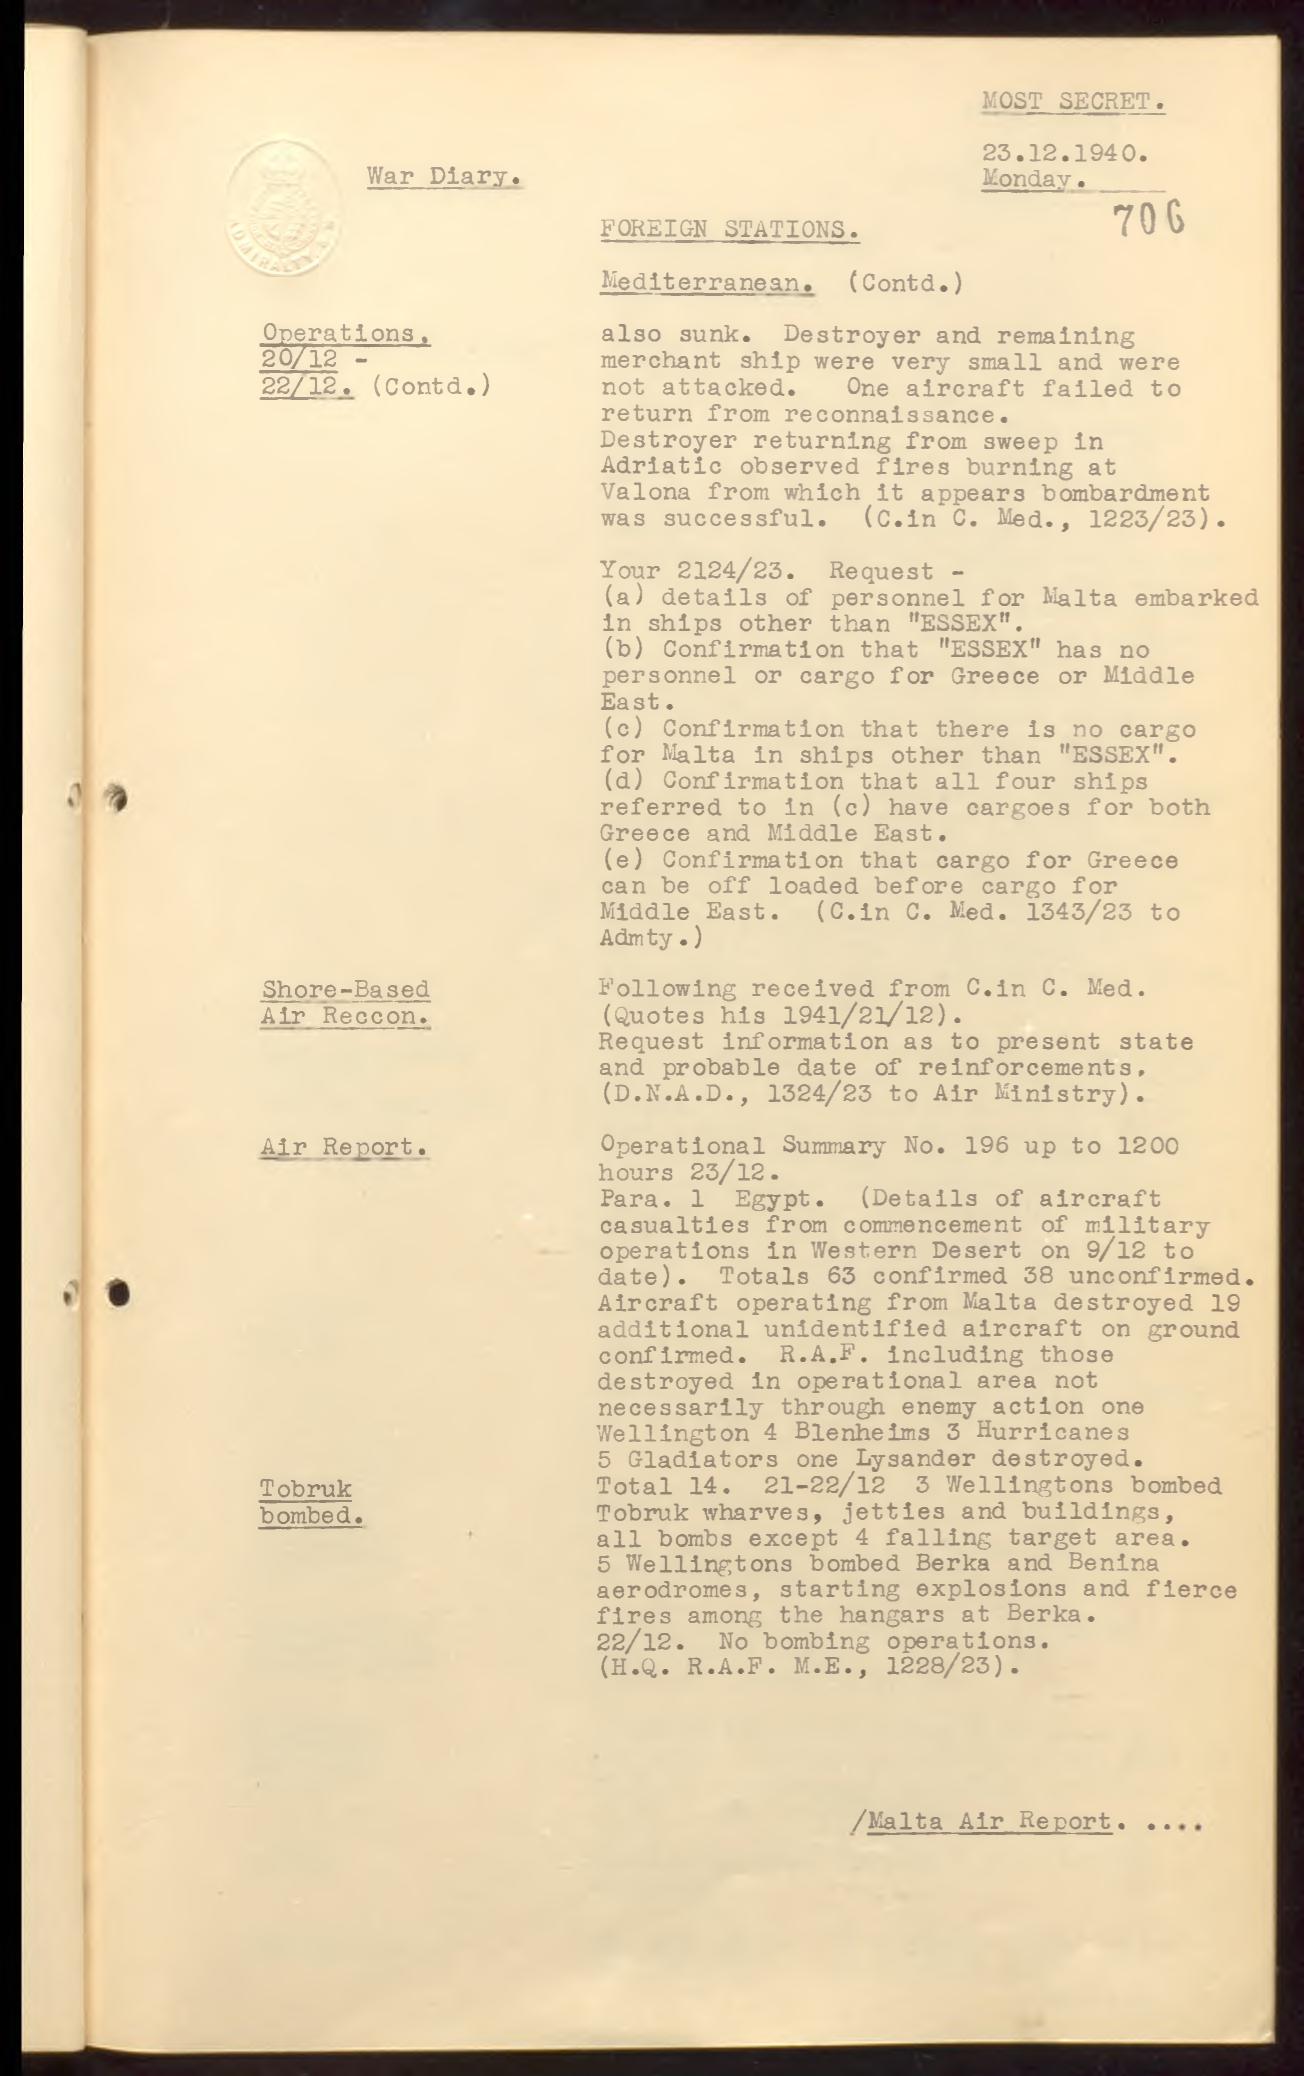 MOST SECRET.
23.12.1940.
Monday.
War Diary.
ADMIRALTY
706
FOREIGN STATIONS.
Mediterranean. (Contd.)
Operations.
20/12 -
22/12. (Contd.)
also sunk. Destroyer and remaining
merchant ship were very small and were
not attacked. One aircraft failed to
return from reconnaissance.
Destroyer returning from sweep in
Adriatic observed fires burning at
Valona from which it appears bombardment
was successful. (C.in C. Med., 1223/23).
Your 2124/23. Request -
(a) details of personnel for Malta embarked
in ships other than "ESSEX".
(b) Confirmation that "ESSEX" has no
personnel or cargo for Greece or Middle
East.
(c) Confirmation that there is no cargo
for Malta in ships other than "ESSEX".
(d) Confirmation that all four ships
referred to in (c) have cargoes for both
Greece and Middle East.
(e) Confirmation that cargo for Greece
can be off loaded before cargo for
Middle East. (C.in C. Med. 1343/23 to
Admty.)
Shore-Based
Air Reccon.
Following received from C.in C. Med.
(Quotes his 1941/21/12).
Request information as to present state
and probable date of reinforcements.
(D.N.A.D., 1324/23 to Air Ministry).
Air Report.
Operational Summary No. 196 up to 1200
hours 23/12.
Para. 1 Egypt. (Details of aircraft
casualties from commencement of military
operations in Western Desert on 9/12 to
date). Totals 63 confirmed 38 unconfirmed.
Aircraft operating from Malta destroyed 19
additional unidentified aircraft on ground
confirmed. R.A.F. including those
destroyed in operational area not
necessarily through enemy action one
Wellington 4 Blenheims 3 Hurricanes
5 Gladiators one Lysander destroyed.
Tobruk
bombed.
Total 14. 21-22/12 3 Wellingtons bombed
Tobruk wharves, jetties and buildings,
all bombs except 4 falling target area.
5 Wellingtons bombed Berka and Benina
aerodromes, starting explosions and fierce
fires among the hangars at Berka.
22/12. No bombing operations.
(H.Q. R.A.F. M.E., 1228/23).
/Malta Air Report. ....